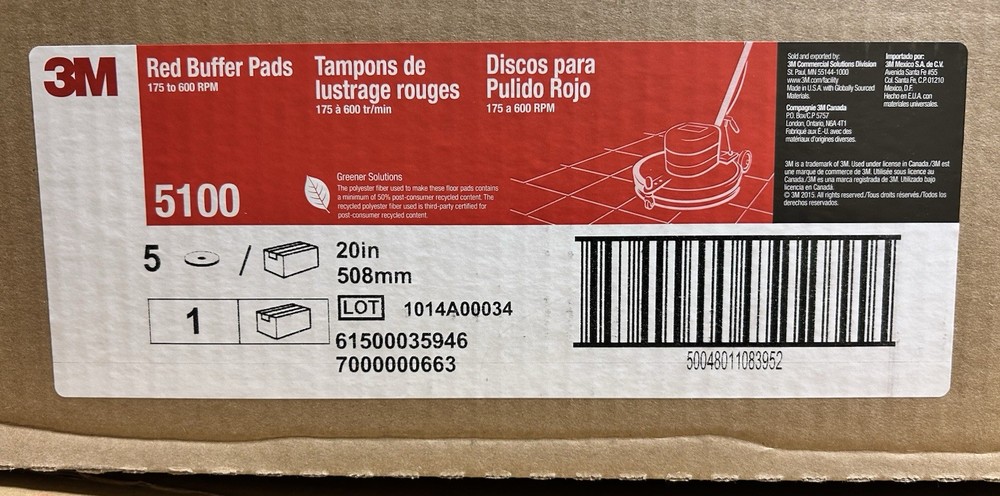 3M
Red Buffer Pads
175 to 600 RPM
Tampons de
lustrage rouges
175 à 600 tr/min
Discos para
Pulido Rojo
175 a 600 RPM
5100
Greener Solutions
The polyester fiber used to make these floor pads contains
a minimum of 50% post-consumer recycled content. The
recycled polyester fiber used is third-party certified for
post-consumer recycled content.
Sold and exported by:
3M Commercial Solutions Division
St. Paul, MN 55144-1000
www.3M.com/facility
Made in U.S.A. with Globally Sourced
Materials.
Compagnie 3M Canada
P.O. Box/C.P. 5757
London, Ontario, N6A 4T1
Fabriqué aux É.-U. avec des
matériaux d'origines diverses.
Importado por:
3M Mexico S.A. de C.V.
Avenida Santa Fe #55
Col. Santa Fe, C.P. 01210
Mexico, D.F.
Hecho en E.U.A. con
materiales universales.
3M is a trademark of 3M. Used under license in Canada./3M est
une marque de commerce de 3M. Utilisée sous licence au
Canada./3M es una marca registrada de 3M. Utilizado bajo
licencia en Canadá.
© 3M 2015. All rights reserved./Tous droits réservés./Todos los
derechos reservados.
5 /
20in
508mm
1
LOT 1014A00034
61500035946
7000000663
50048011083952